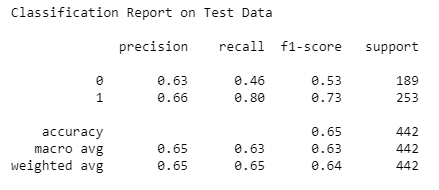 Classification Report on Test Data
precision recall f1-score support
0 0.63 0.46 0.53 189
1 0.66 0.80 0.73 253
accuracy 0.65 442
macro avg 0.65 0.63 0.63 442
weighted avg 0.65 0.65 0.64 442